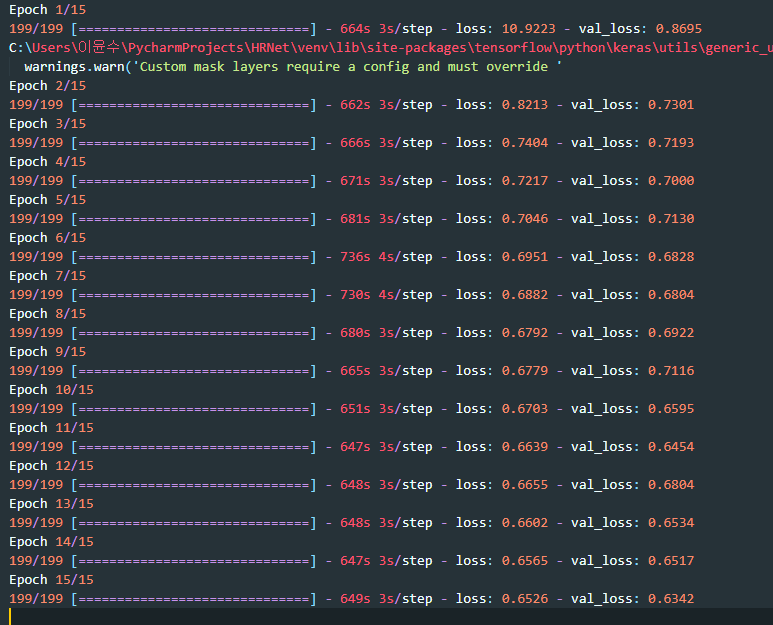 Epoch 1/15
199/199 [==============================] - 664s 3s/step - loss: 10.9223 - val_loss: 0.8695
C:\Users\이윤수\PycharmProjects\HRNet\venv\lib\site-packages\tensorflow\python\keras\utils\generic_u
warnings.warn('Custom mask layers require a config and must override '
Epoch 2/15
199/199 [==============================] - 662s 3s/step - loss: 0.8213 - val_loss: 0.7301
Epoch 3/15
199/199 [==============================] - 666s 3s/step - loss: 0.7404 - val_loss: 0.7193
Epoch 4/15
199/199 [==============================] - 671s 3s/step - loss: 0.7217 - val_loss: 0.7000
Epoch 5/15
199/199 [==============================] - 681s 3s/step - loss: 0.7046 - val_loss: 0.7130
Epoch 6/15
199/199 [==============================] - 736s 4s/step - loss: 0.6951 - val_loss: 0.6828
Epoch 7/15
199/199 [==============================] - 730s 4s/step - loss: 0.6882 - val_loss: 0.6804
Epoch 8/15
199/199 [==============================] - 680s 3s/step - loss: 0.6792 - val_loss: 0.6922
Epoch 9/15
199/199 [==============================] - 665s 3s/step - loss: 0.6779 - val_loss: 0.7116
Epoch 10/15
199/199 [==============================] - 651s 3s/step - loss: 0.6703 - val_loss: 0.6595
Epoch 11/15
199/199 [==============================] - 647s 3s/step - loss: 0.6639 - val_loss: 0.6454
Epoch 12/15
199/199 [==============================] - 648s 3s/step - loss: 0.6655 - val_loss: 0.6804
Epoch 13/15
199/199 [==============================] - 648s 3s/step - loss: 0.6602 - val_loss: 0.6534
Epoch 14/15
199/199 [==============================] - 647s 3s/step - loss: 0.6565 - val_loss: 0.6517
Epoch 15/15
199/199 [==============================] - 649s 3s/step - loss: 0.6526 - val_loss: 0.6342